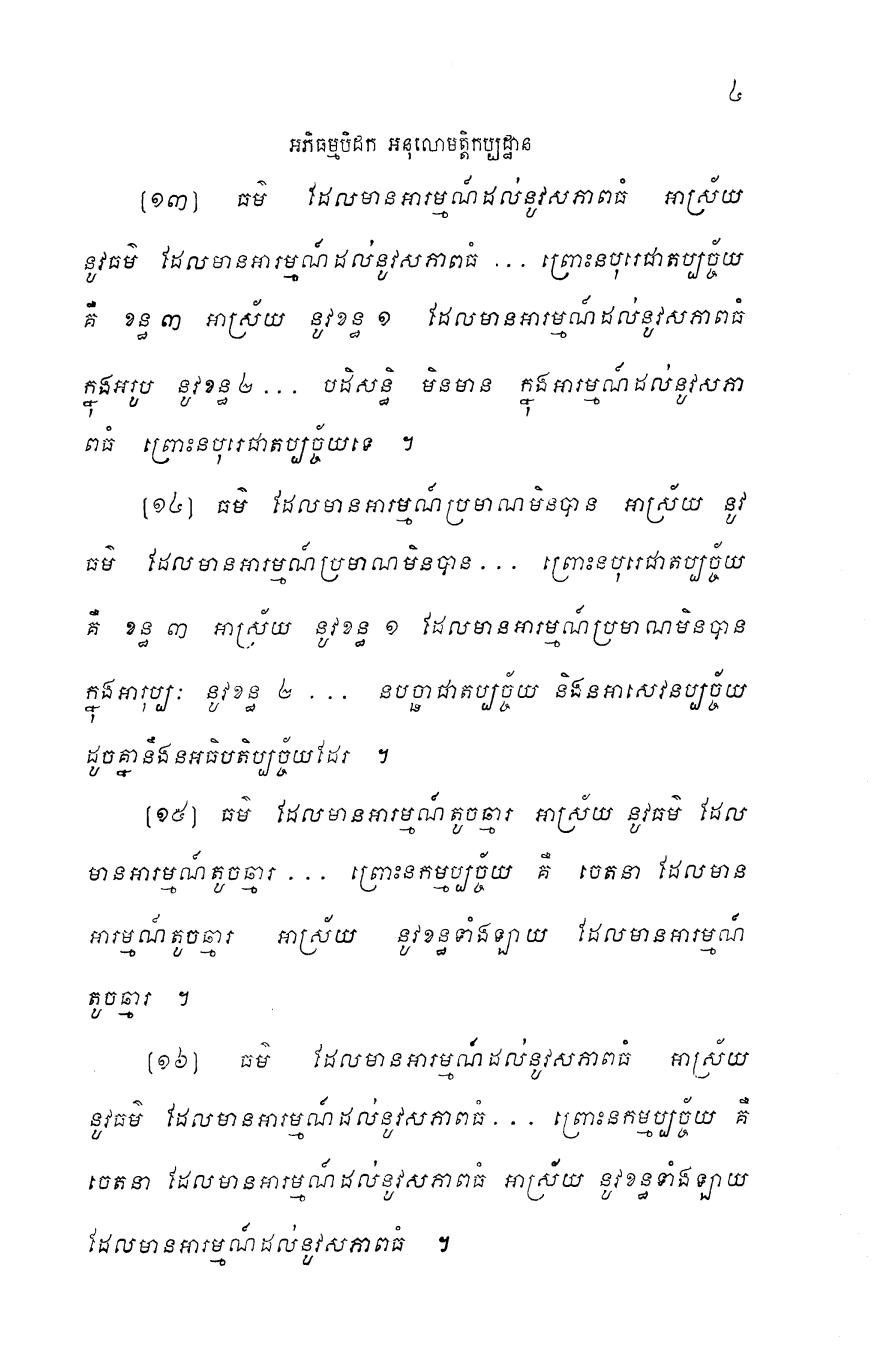 ៤
អភិធម្មបិដក អនុលោមត្តិកប្បដ្ឋាន
(១៣) ធម៌ ដែលមានអារម្មណ៍ដល់នូវសភាពធំ អាស្រ័យ
នូវធម៌ ដែលមានអារម្មណ៍ដល់នូវសភាពធំ ... ព្រោះនបុរេជាតប្បច្ច័យ
គឺ ខន្ធ ៣ អាស្រ័យ នូវខន្ធ ១ ដែលមានអារម្មណ៍ដល់នូវសភាពធំ
ក្នុងអរូប នូវខន្ធ ២ ... បដិសន្ធិ មិនមាន ក្នុងអារម្មណ៍ដល់នូវសភា
ពធំ ព្រោះនបុរេជាតប្បច្ច័យទេ ។
(១៤) ធម៌ ដែលមានអារម្មណ៍ប្រមាណមិនបាន អាស្រ័យ នូវ
ធម៌ ដែលមានអារម្មណ៍ប្រមាណមិនបាន ... ព្រោះនបុរេជាតប្បច្ច័យ
គឺ ខន្ធ ៣ អាស្រ័យ នូវខន្ធ ១ ដែលមានអារម្មណ៍ប្រមាណមិនបាន
ក្នុងអារុប្បៈ នូវខន្ធ ២ ... នបច្ឆាជាតប្បច្ច័យ និងនអាសេវនប្បច្ច័យ
ដូចគ្នានឹងនអធិបតិប្បច្ច័យដែរ ។
(១៥) ធម៌ ដែលមានអារម្មណ៍តូចឆ្មារ អាស្រ័យ នូវធម៌ ដែល
មានអារម្មណ៍តូចឆ្មារ ... ព្រោះនកម្មប្បច្ច័យ គឺ ចេតនា ដែលមាន
អារម្មណ៍តូចឆ្មារ អាស្រ័យ នូវខន្ធទាំងឡាយ ដែលមានអារម្មណ៍
តូចឆ្មារ ។
(១៦) ធម៌ ដែលមានអារម្មណ៍ដល់នូវសភាពធំ អាស្រ័យ
នូវធម៌ ដែលមានអារម្មណ៍ដល់នូវសភាពធំ ... ព្រោះនកម្មប្បច្ច័យ គឺ
ចេតនា ដែលមានអារម្មណ៍ដល់នូវសភាពធំ អាស្រ័យ នូវខន្ធទាំងឡាយ
ដែលមានអារម្មណ៍ដល់នូវសភាពធំ ។